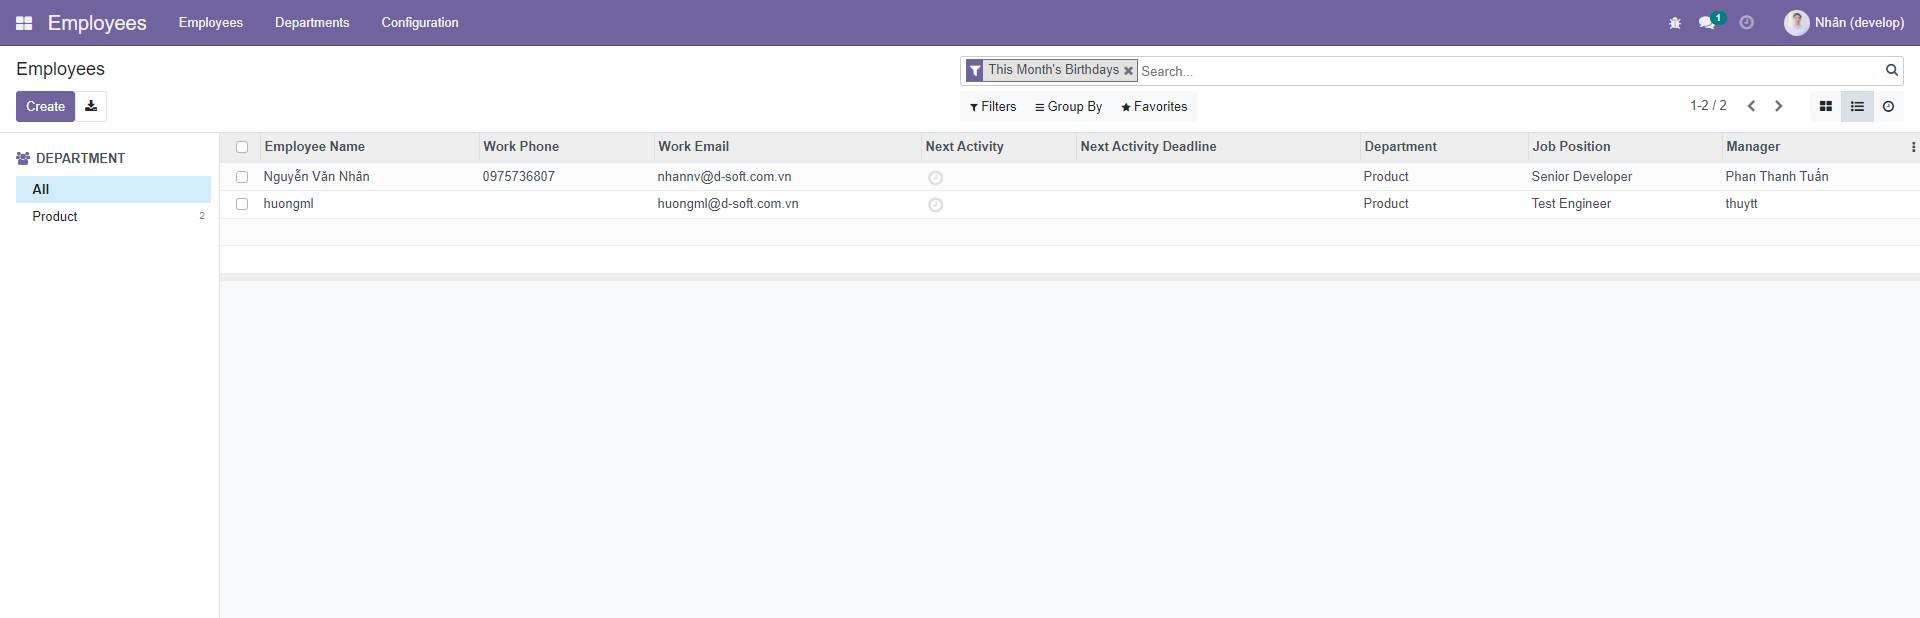 Employees Employees Departments Configuration 1 Nhân (develop)
Employees This Month's Birthdays Search...
Create Filters Group By Favorites 1-2 / 2
DEPARTMENT
All
Product 2
Employee Name Work Phone Work Email Next Activity Next Activity Deadline Department Job Position Manager
Nguyễn Văn Nhân 0975736807 nhannv@d-soft.com.vn Product Senior Developer Phan Thanh Tuấn
huongml huongml@d-soft.com.vn Product Test Engineer thuytt